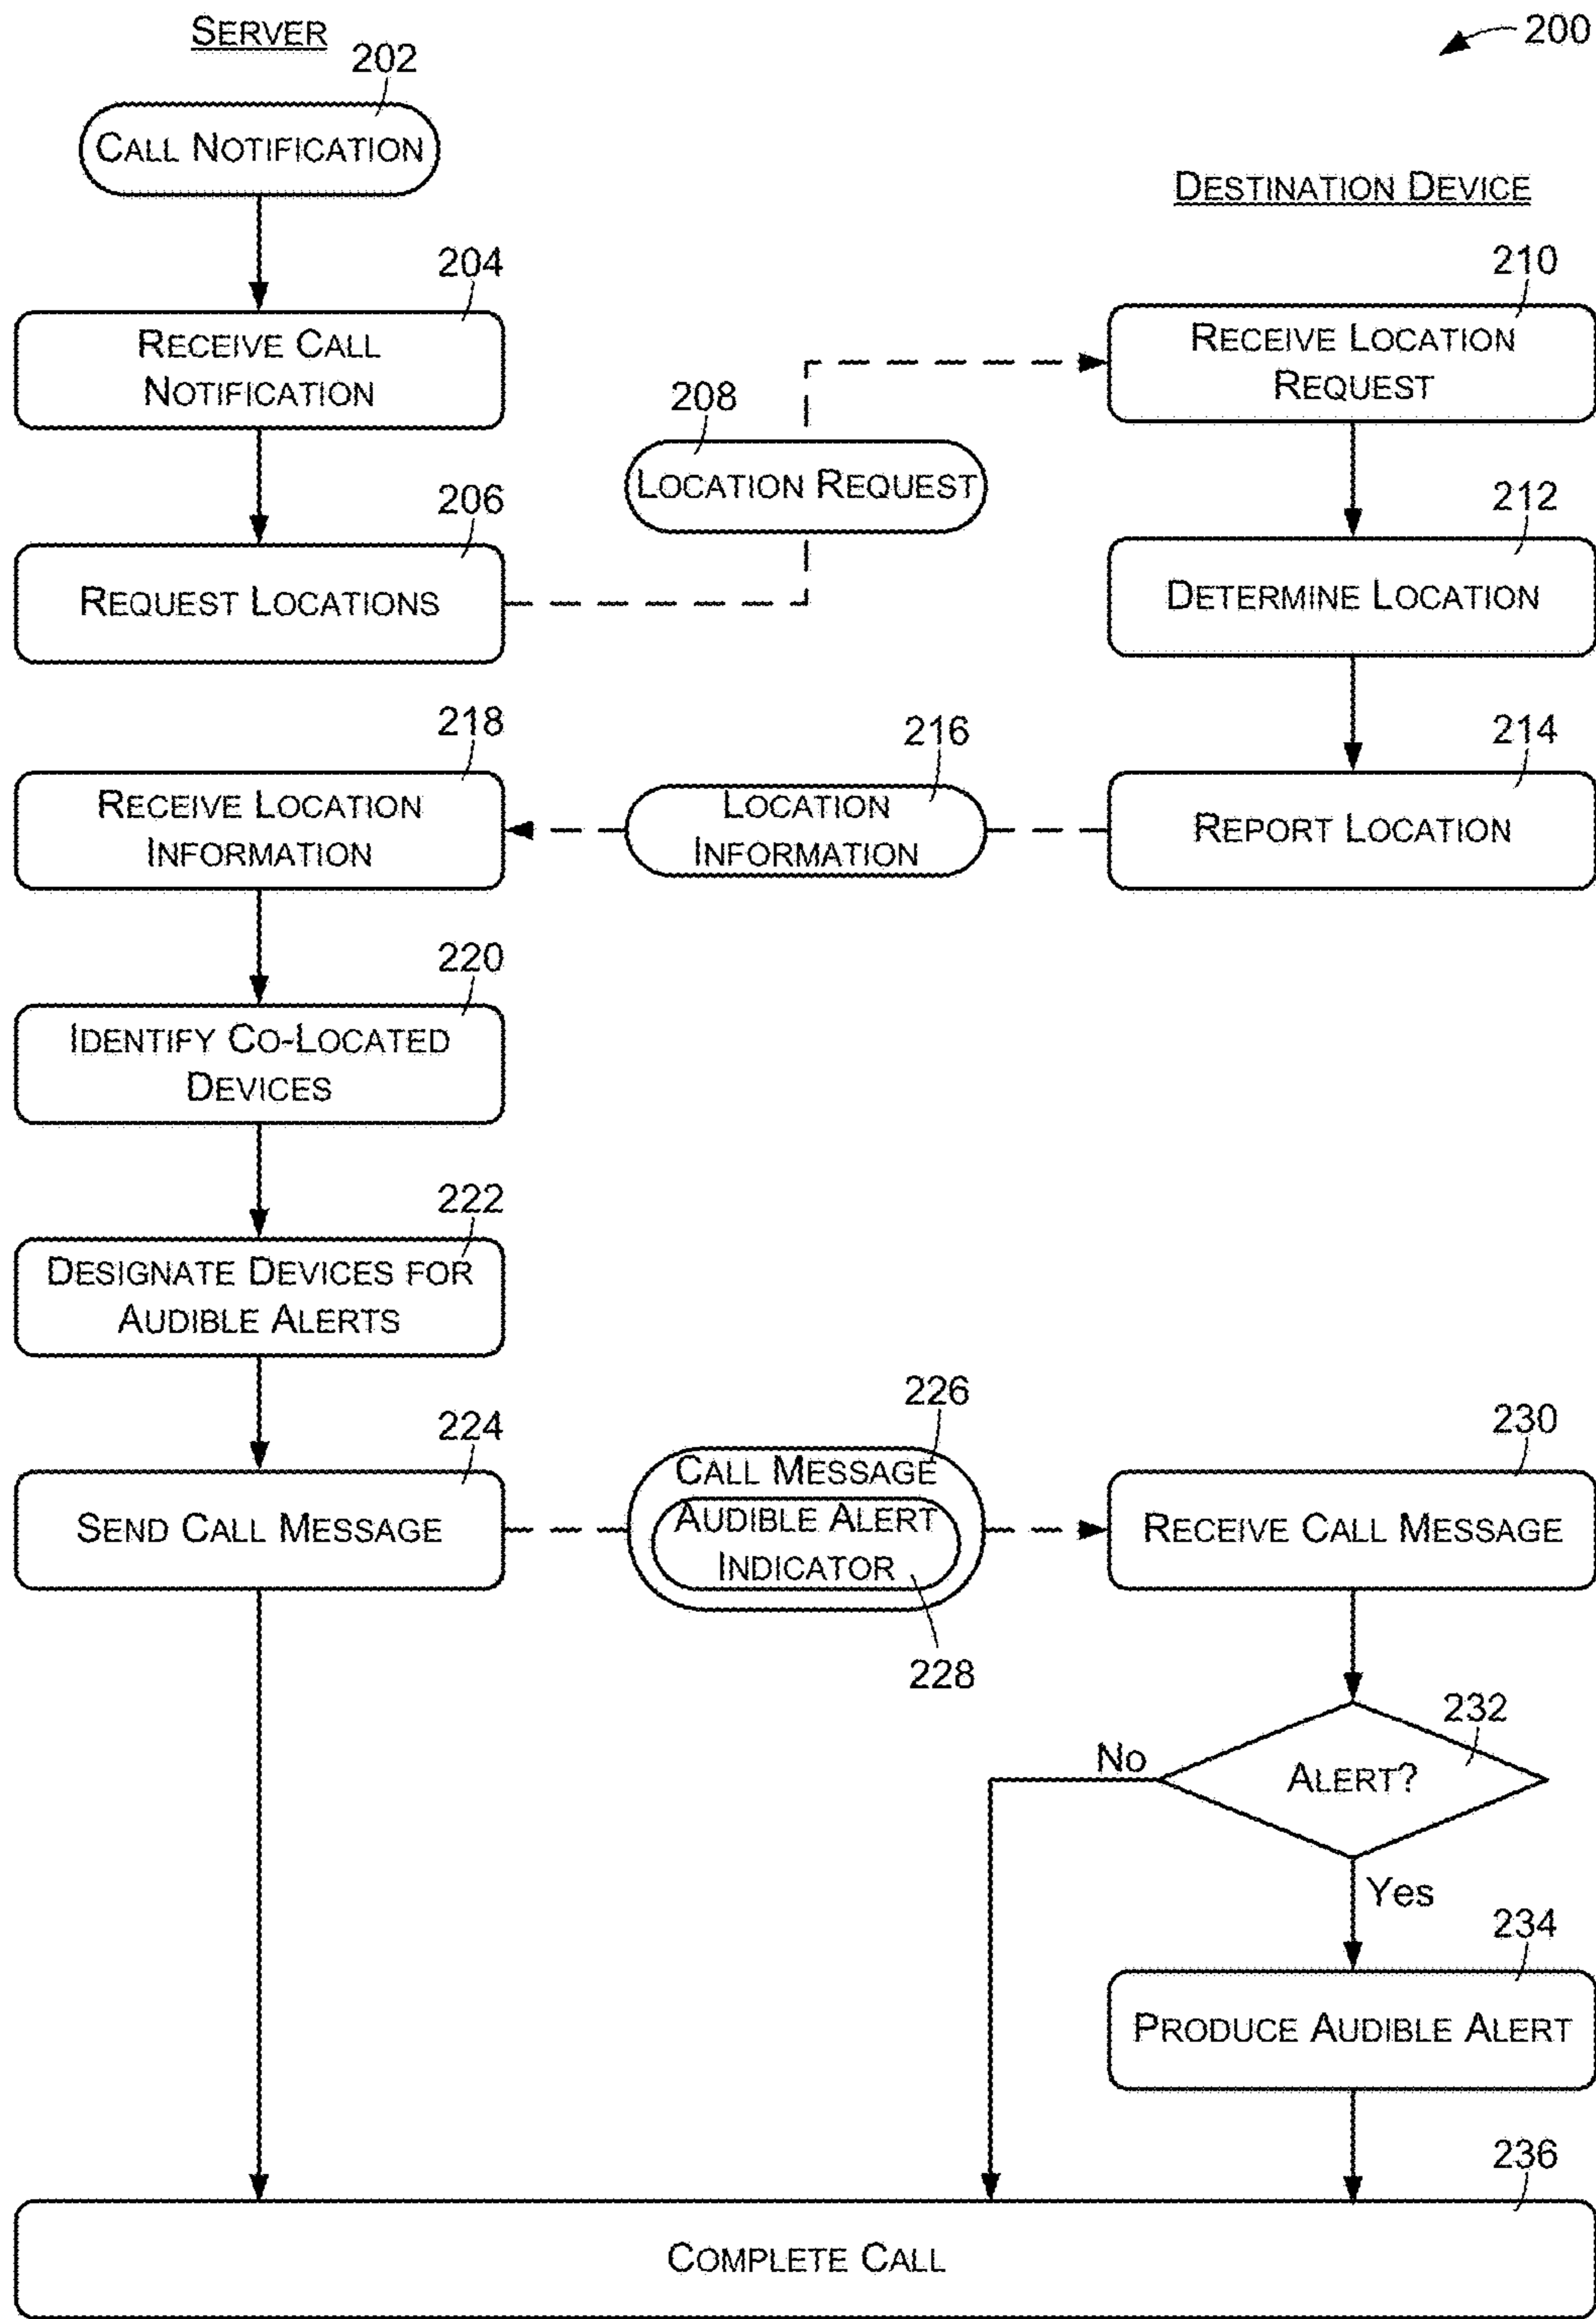 SERVER
200
202
CALL NOTIFICATION
DESTINATION DEVICE
204
RECEIVE CALL
NOTIFICATION
210
RECEIVE LOCATION
REQUEST
208
LOCATION REQUEST
206
REQUEST LOCATIONS
212
DETERMINE LOCATION
218
RECEIVE LOCATION
INFORMATION
216
LOCATION
INFORMATION
214
REPORT LOCATION
220
IDENTIFY CO-LOCATED
DEVICES
222
DESIGNATE DEVICES FOR
AUDIBLE ALERTS
224
SEND CALL MESSAGE
226
CALL MESSAGE
AUDIBLE ALERT
INDICATOR
228
230
RECEIVE CALL MESSAGE
232
ALERT?
No
Yes
234
PRODUCE AUDIBLE ALERT
236
COMPLETE CALL